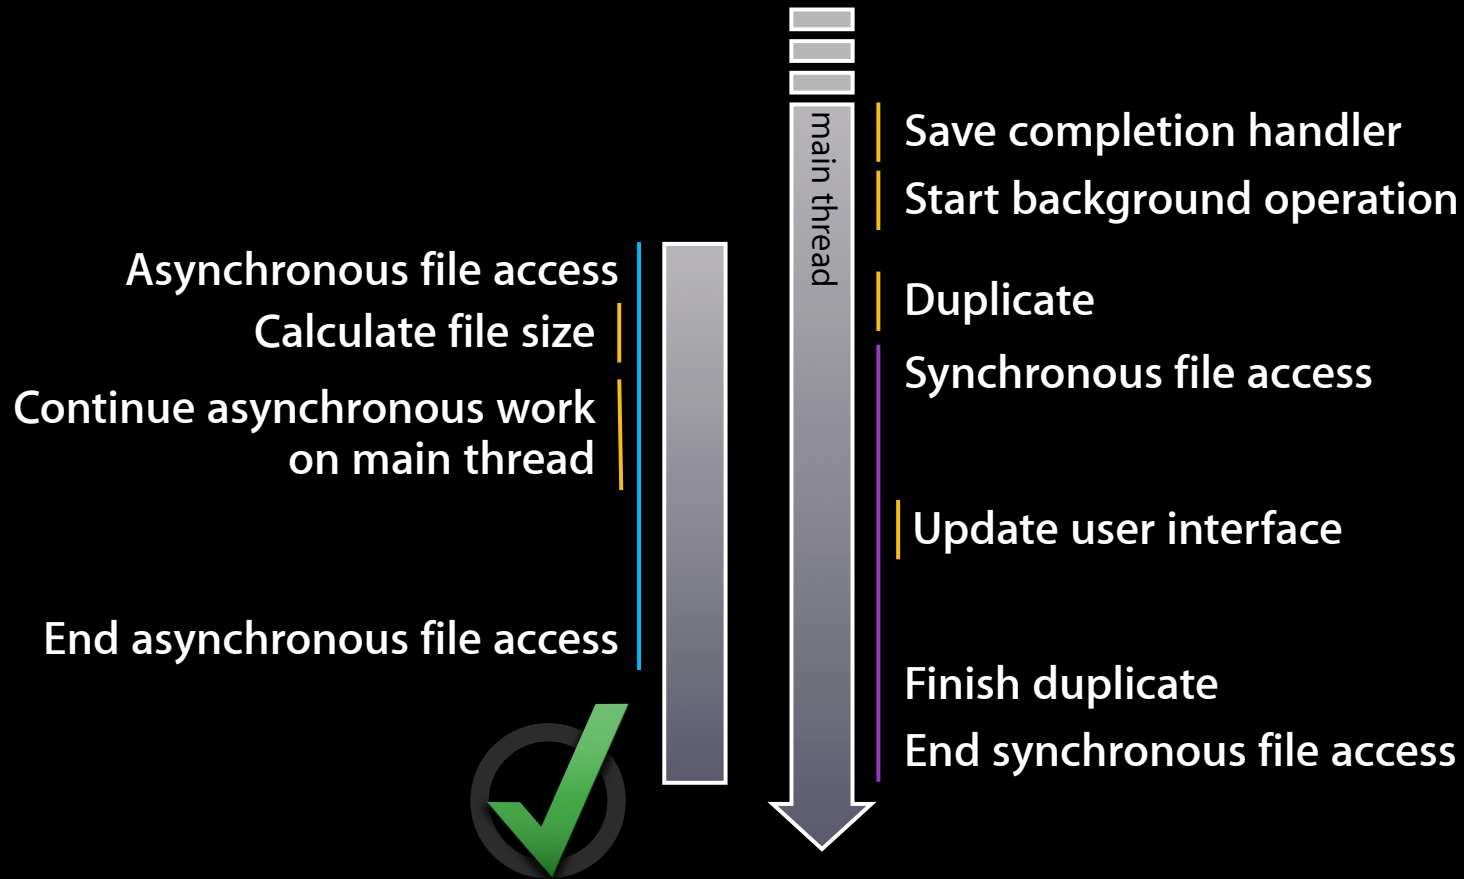 main thread
Save completion handler
Start background operation
Asynchronous file access
Calculate file size
Continue asynchronous work
on main thread
End asynchronous file access
Duplicate
Synchronous file access
Update user interface
Finish duplicate
End synchronous file access